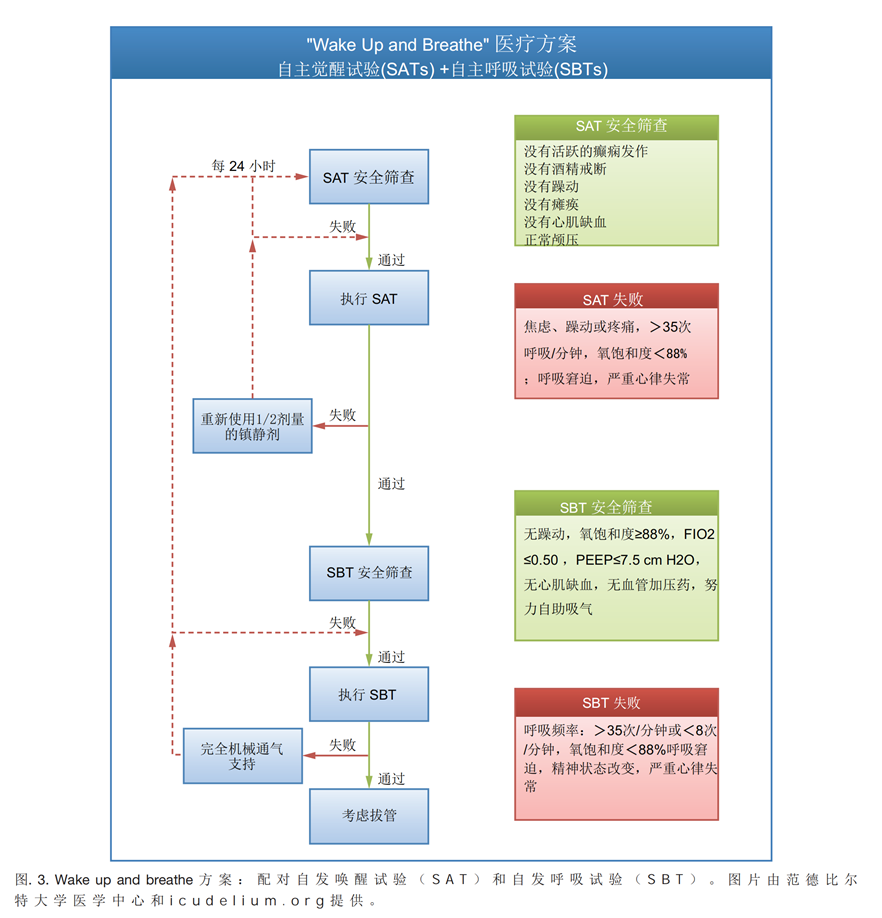 "Wake Up and Breathe" 医疗方案
自主觉醒试验(SATs) +自主呼吸试验(SBTs)
每 24 小时
SAT 安全筛查
失败
通过
执行 SAT
重新使用1/2剂量
的镇静剂
失败
通过
SBT 安全筛查
失败
通过
执行 SBT
完全机械通气
支持
失败
通过
考虑拔管
SAT 安全筛查
没有活跃的癫痫发作
没有酒精戒断
没有躁动
没有瘫痪
没有心肌缺血
正常颅压
SAT 失败
焦虑、躁动或疼痛，＞35次
呼吸/分钟，氧饱和度＜88%
；呼吸窘迫，严重心律失常
SBT 安全筛查
无躁动，氧饱和度≥88%，FIO2
≤0.50 ，PEEP≤7.5 cm H2O，
无心肌缺血，无血管加压药，努
力自助吸气
SBT 失败
呼吸频率：＞35次/分钟或＜8次
/分钟，氧饱和度＜88%呼吸窘
迫，精神状态改变，严重心律失
常
图. 3. Wake up and breathe 方案：配对自发唤醒试验（SAT）和自发呼吸试验（SBT）。图片由范德比尔
特大学医学中心和icudelium.org提供。